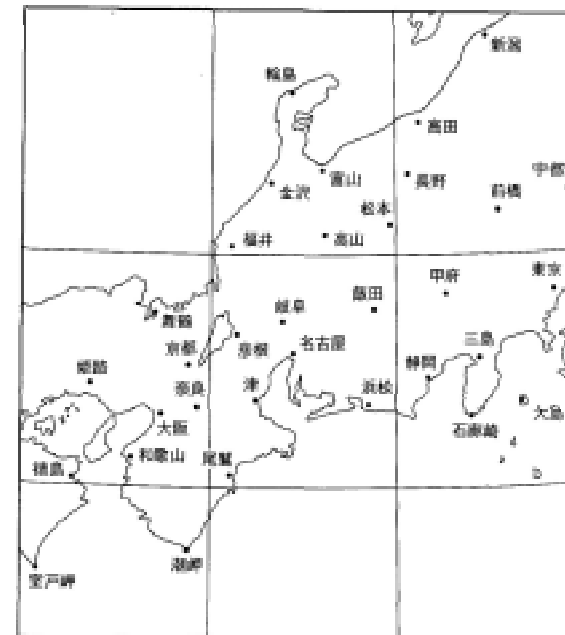 新潟
輪島
高田
富山
長野
宇都
金沢
前橋
松本
福井
高山
甲府
東京
舞鶴
岐阜
飯田
京都
彦根
名古屋
三島
姫路
静岡
奈良
津
浜松
大阪
石廊崎
大島
和歌山
尾鷲
徳島
潮岬
室戸岬